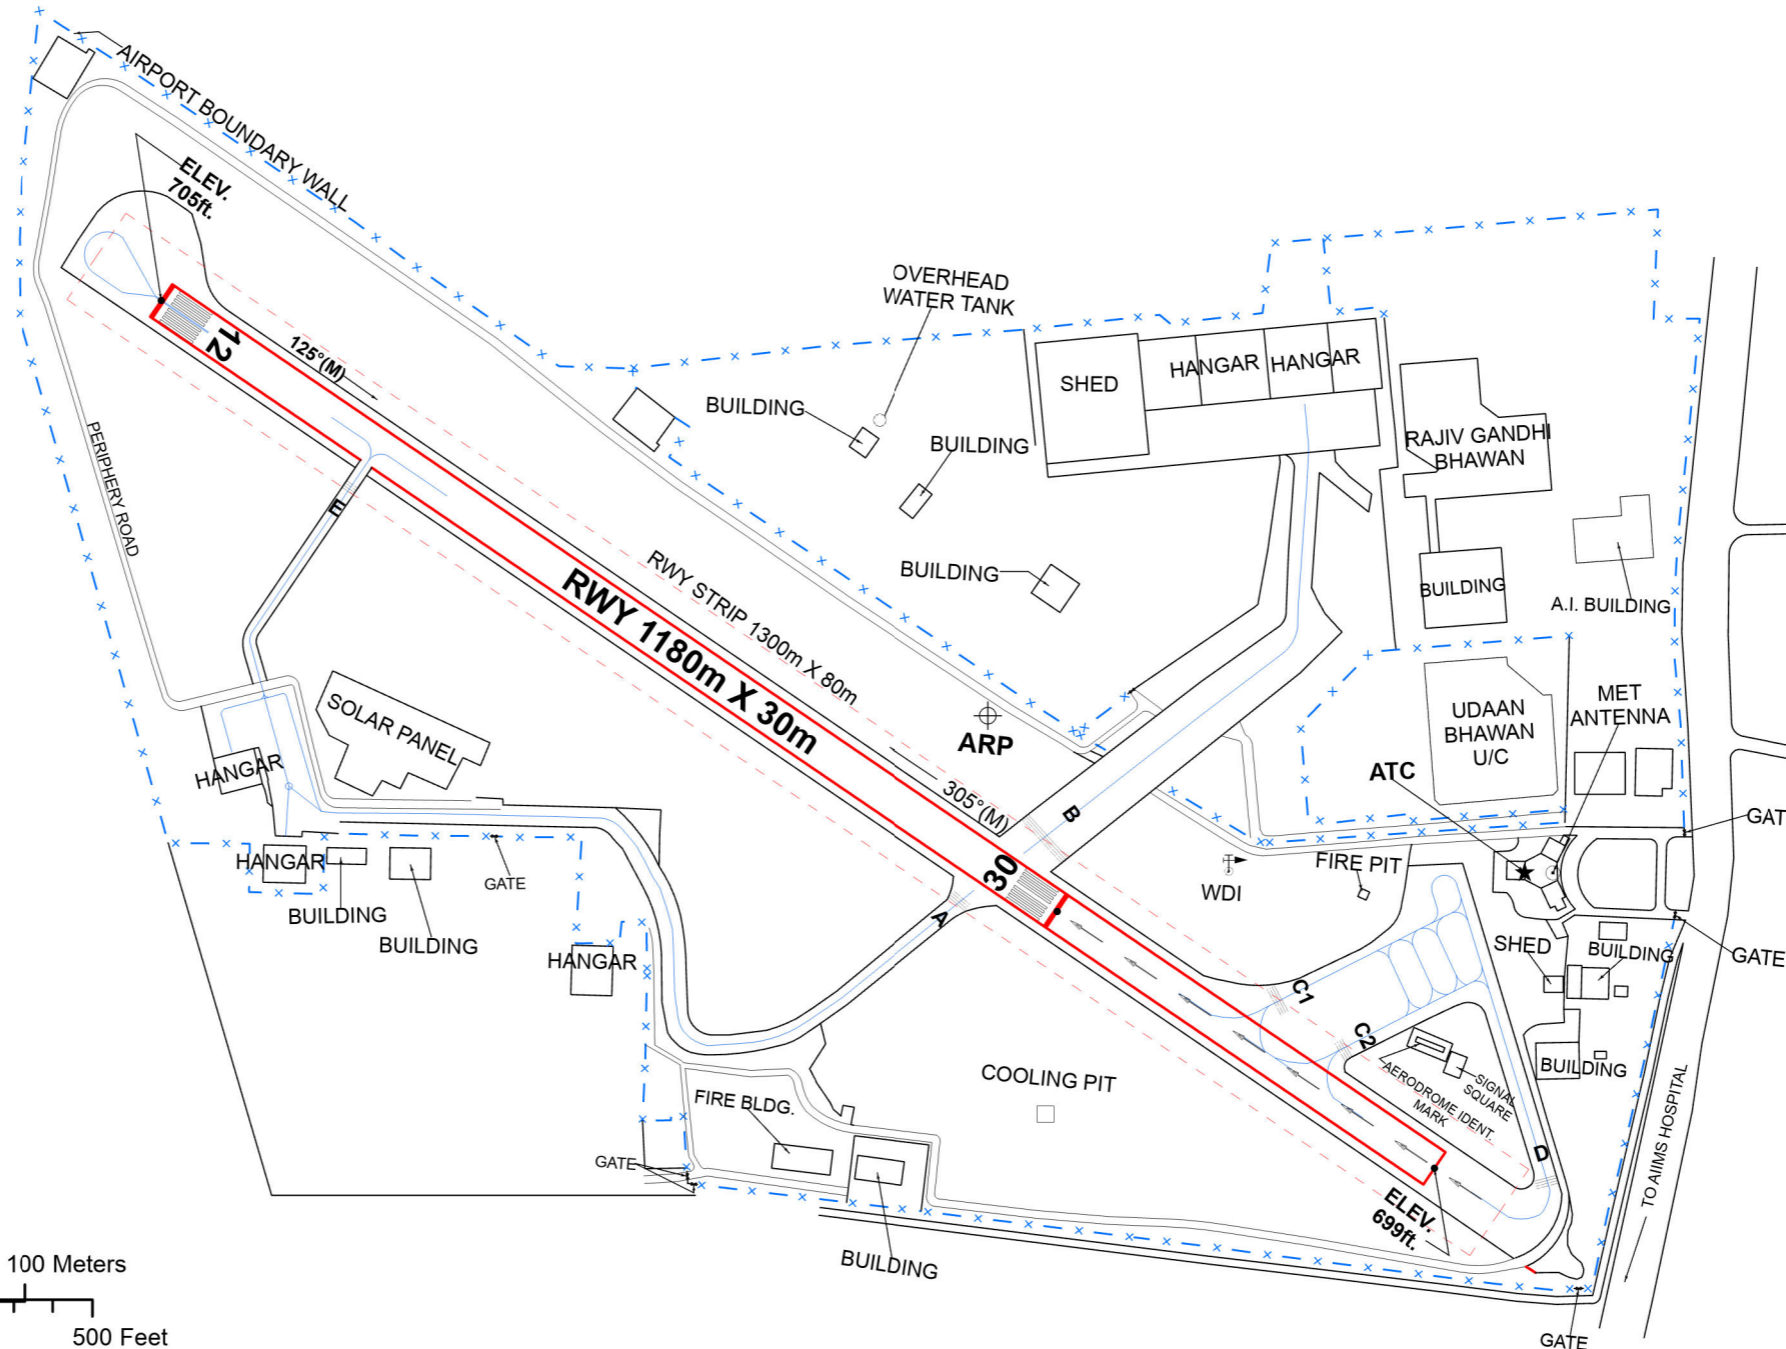 AIRPORT BOUNDARY WALL
ELEV.
705ft.
12
125°(M)
OVERHEAD
WATER TANK
BUILDING
BUILDING
BUILDING
SHED
HANGAR
HANGAR
RAJIV GANDHI
BHAWAN
BUILDING
A.I. BUILDING
PERIPHERY ROAD
E
RWY STRIP 1300m X 80m
RWY 1180m X 30m
SOLAR PANEL
HANGAR
ARP
305°(M)
UDAAN
BHAWAN
U/C
MET
ANTENNA
ATC
GAT
B
30
A
WDI
FIRE PIT
HANGAR
BUILDING
BUILDING
GATE
HANGAR
SHED
BUILDING
GATE
C1
C2
SIGNAL
SQUARE
AERODROME IDENT.
MARK
BUILDING
COOLING PIT
FIRE BLDG.
D
TO AIIMS HOSPITAL
GATE
ELEV.
699ft.
BUILDING
100 Meters
500 Feet
GATE